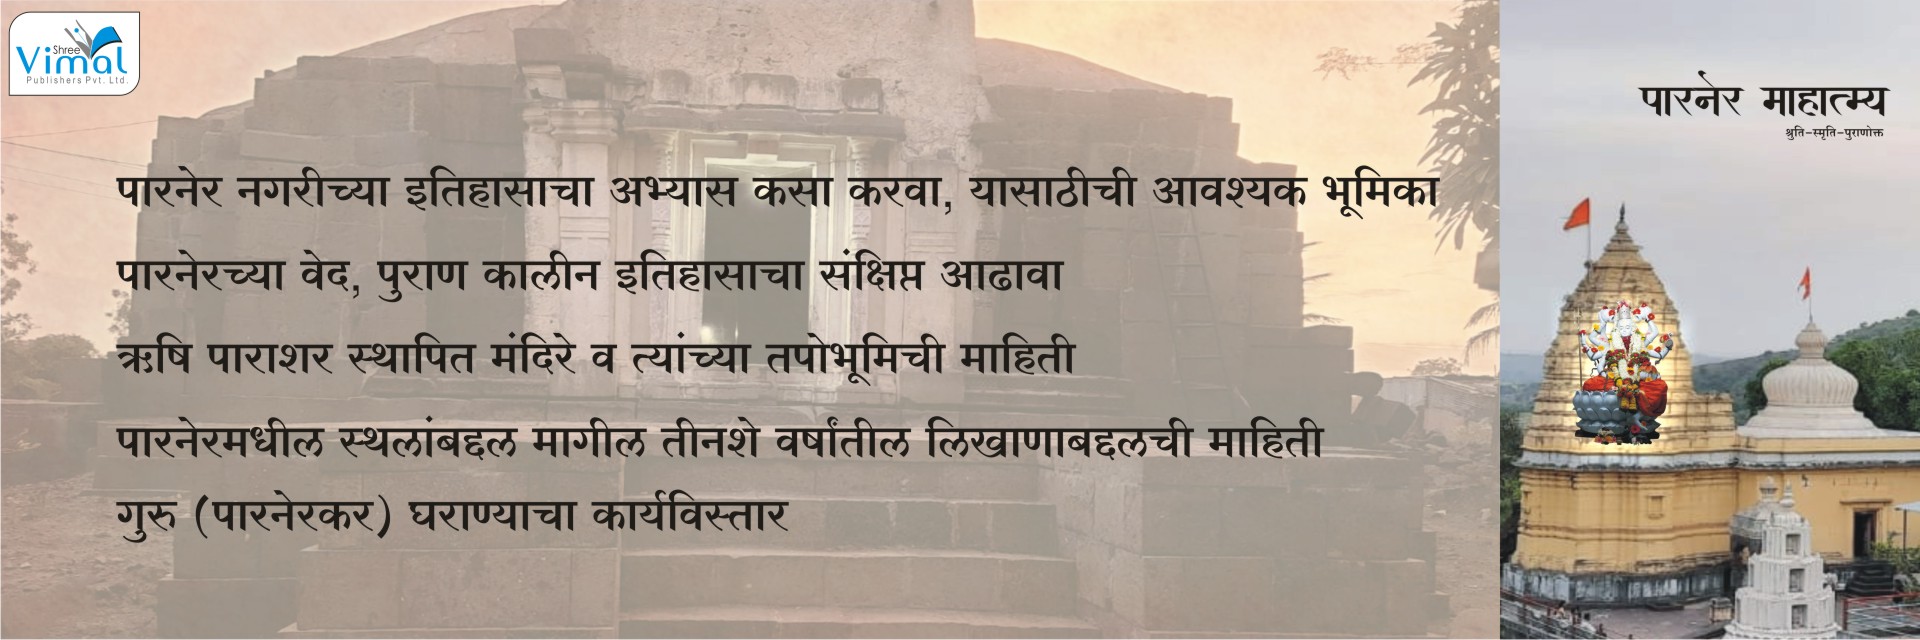 Shree
Vimal
Publishers Pvt. Ltd.
पारनेर नगरीच्या इतिहासाचा अभ्यास कसा करवा, यासाठीची आवश्यक भूमिका
पारनेरच्या वेद, पुराण कालीन इतिहासाचा संक्षिप्त आढावा
ऋषि पाराशर स्थापित मंदिरे व त्यांच्या तपोभूमिची माहिती
पारनेरमधील स्थलांबद्दल मागील तीनशे वर्षांतील लिखाणाबद्दलची माहिती
गुरु (पारनेरकर) घराण्याचा कार्यविस्तार
पारनेर माहात्म्य
श्रुति-स्मृति-पुराणोक्त